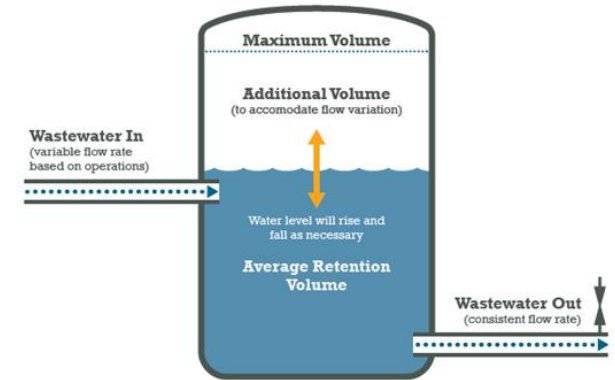 Maximum Volume
Additional Volume
(to accomodate flow variation)
Wastewater In
(variable flow rate
based on operations)
Water level will rise and
fall as necessary
Average Retention
Volume
Wastewater Out
(consistent flow rate)